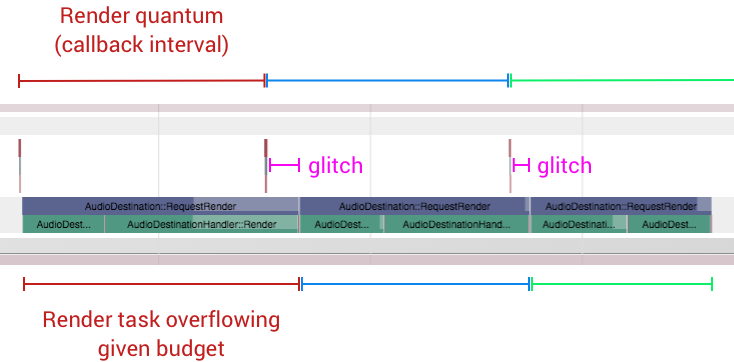 Render quantum
(callback interval)
glitch
glitch
AudioDestination::RequestRender
AudioDestination::RequestRender
AudioDestination::RequestRender
AudioDest...
AudioDestinationHandler::Render
AudioDest...
AudioDestinationHand...
AudioDestinati...
AudioDest...
Render task overflowing
given budget